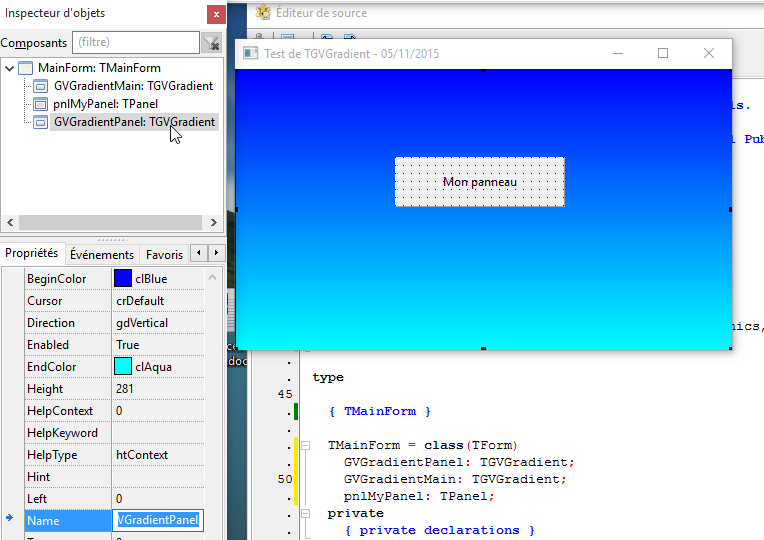 Inspecteur d'objets
x
Composants
(filtre)
MainForm: TMainForm
GVGradientMain: TGVGradient
pnlMyPanel: TPanel
GVGradientPanel: TGVGradient
Propriétés
Événements
Favoris
BeginColor
clBlue
Cursor
crDefault
Direction
gdVertical
Enabled
True
EndColor
clAqua
Height
281
HelpContext
0
HelpKeyword
HelpType
htContext
Hint
Left
0
Name
VGradientPanel
Éditeur de source
Test de TGVGradient - 05/11/2015
Mon panneau
type
45
{ TMainForm }
TMainForm = class(TForm)
GVGradientPanel: TGVGradient;
50
GVGradientMain: TGVGradient;
pnlMyPanel: TPanel;
private
{ private declarations }